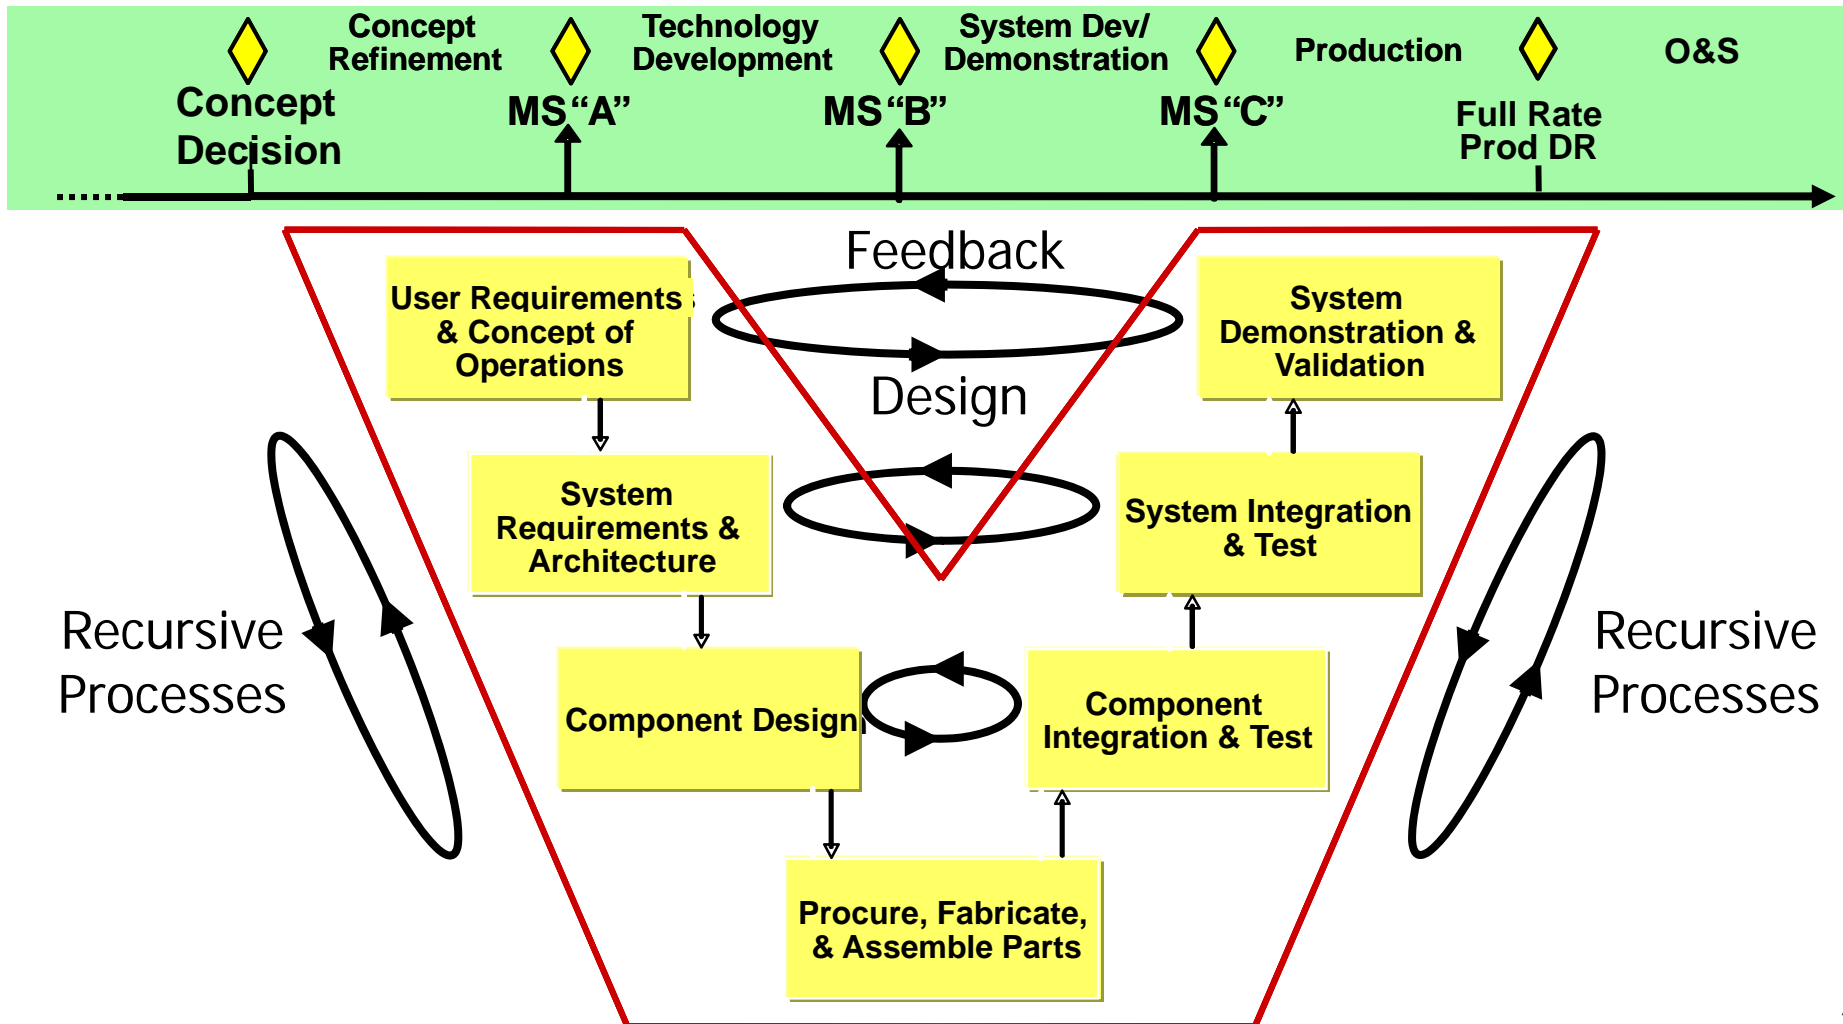 Concept
Refinement
Technology
Development
System Dev/
Demonstration
Production
O&S
Concept
Decision
MS“A”
MS“B”
MS“C”
Full Rate
Prod DR
Feedback
Design
User Requirements
& Concept of
Operations
System
Demonstration &
Validation
System
Requirements &
Architecture
System Integration
& Test
Recursive
Processes
Recursive
Processes
Component Design
Component
Integration & Test
Procure, Fabricate,
& Assemble Parts